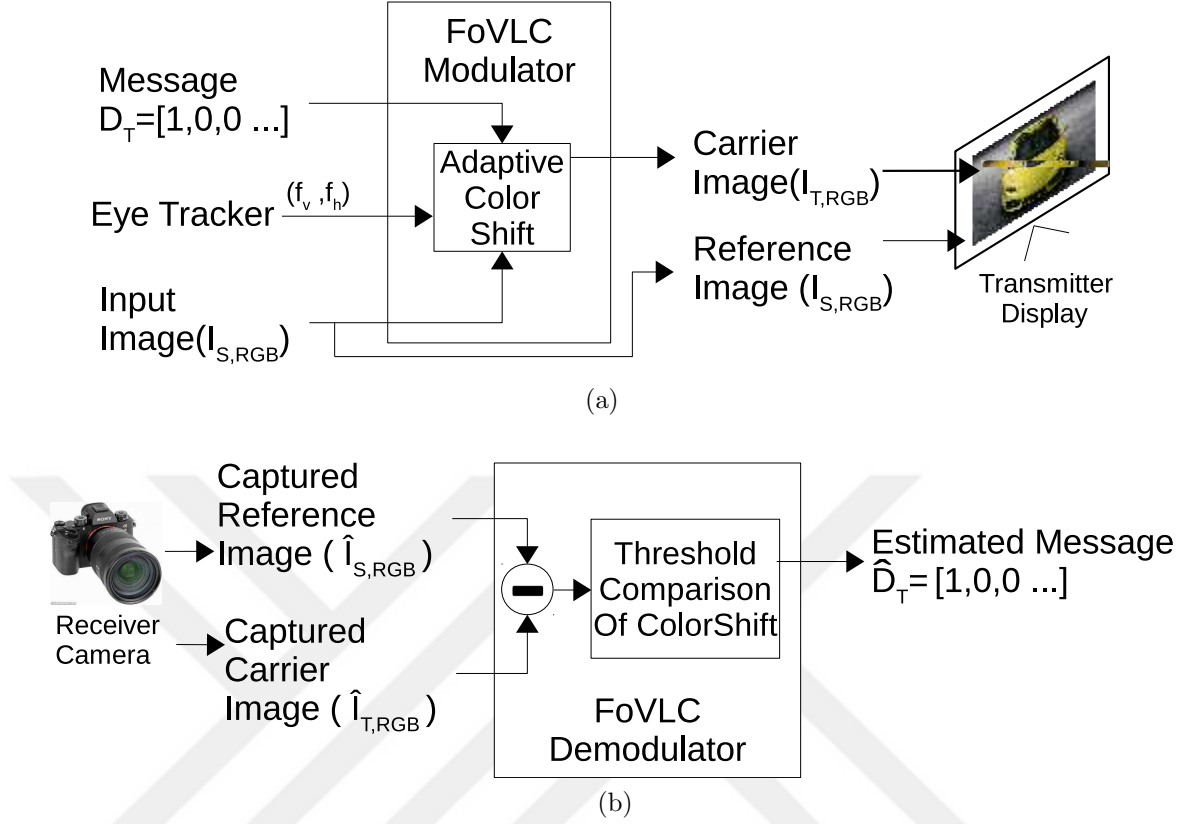 FoVLC
Modulator
Message
D_T=[1,0,0 ...]
Adaptive
Color
Shift
Eye Tracker
(f_v ,f_h)
Input
Image(I_S,RGB)
Carrier
Image(I_T,RGB)
Reference
Image (I_S,RGB)
Transmitter
Display
(a)
Captured
Reference
Image ( Î_S,RGB)
SONY
Receiver
Camera
Captured
Carrier
Image ( Î_T,RGB)
Threshold
Comparison
Of ColorShift
FoVLC
Demodulator
Estimated Message
D̂_T= [1,0,0 ...]
(b)